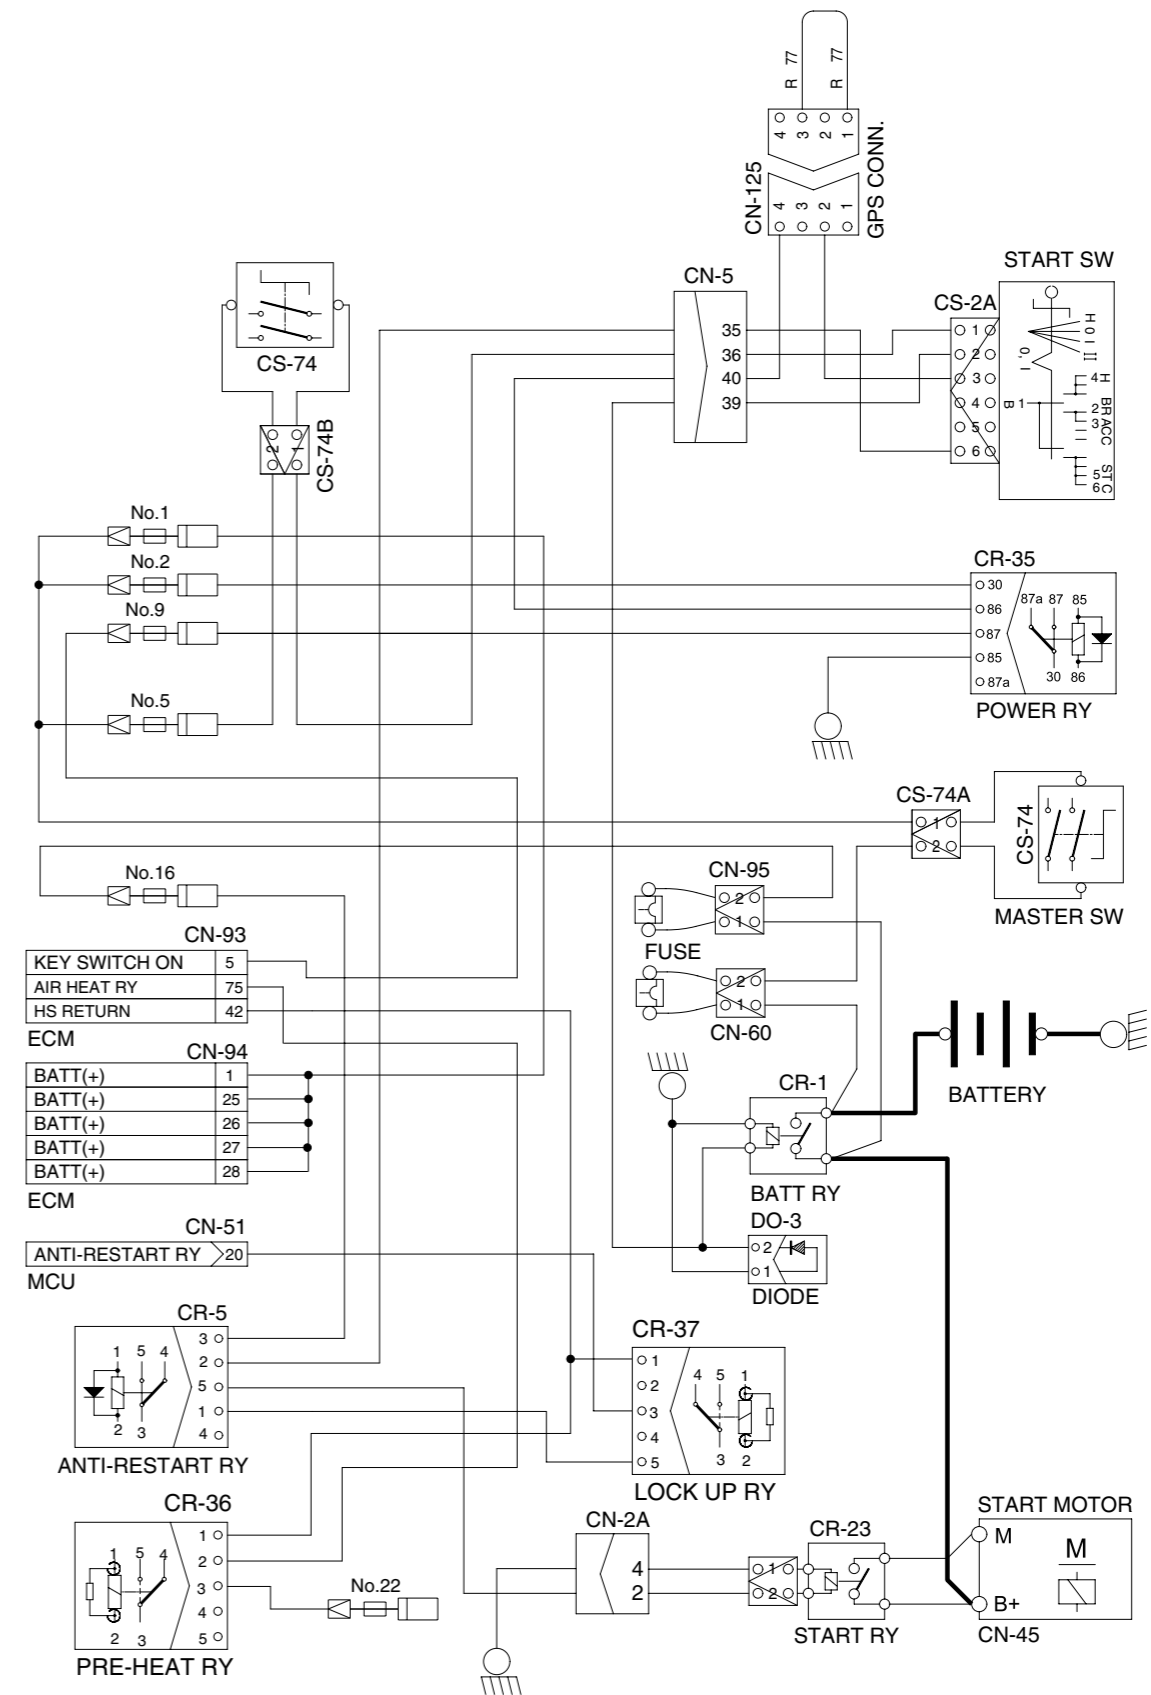 R 77
R 77
4 3 2 1
CN-125
GPS CONN.
4 3 2 1
START SW
CN-5
CS-2A
35
36
40
39
1
2
3
4
5
6
H O I II
0, I
4 H
B 1
2 BR
3 ACC
5 ST
6 C
CS-74
2 1
CS-74B
No.1
No.2
No.9
No.5
CR-35
30
86
87
85
87a
87a 87 85
30 86
POWER RY
CS-74A
1
2
CS-74
MASTER SW
No.16
CN-95
2
1
FUSE
2
1
CN-60
CN-93
KEY SWITCH ON 5
AIR HEAT RY 75
HS RETURN 42
ECM
CN-94
BATT(+) 1
BATT(+) 25
BATT(+) 26
BATT(+) 27
BATT(+) 28
ECM
BATTERY
CR-1
BATT RY
DO-3
2
1
DIODE
CN-51
ANTI-RESTART RY 20
MCU
CR-5
3
2
5
1
4
1 5 4
2 3
ANTI-RESTART RY
CR-37
1
2
3
4
5
4 5 1
3 2
LOCK UP RY
CR-36
1
2
3
4
5
1 5 4
2 3
PRE-HEAT RY
No.22
CN-2A
4
2
1
2
CR-23
START RY
START MOTOR
M
M
B+
CN-45